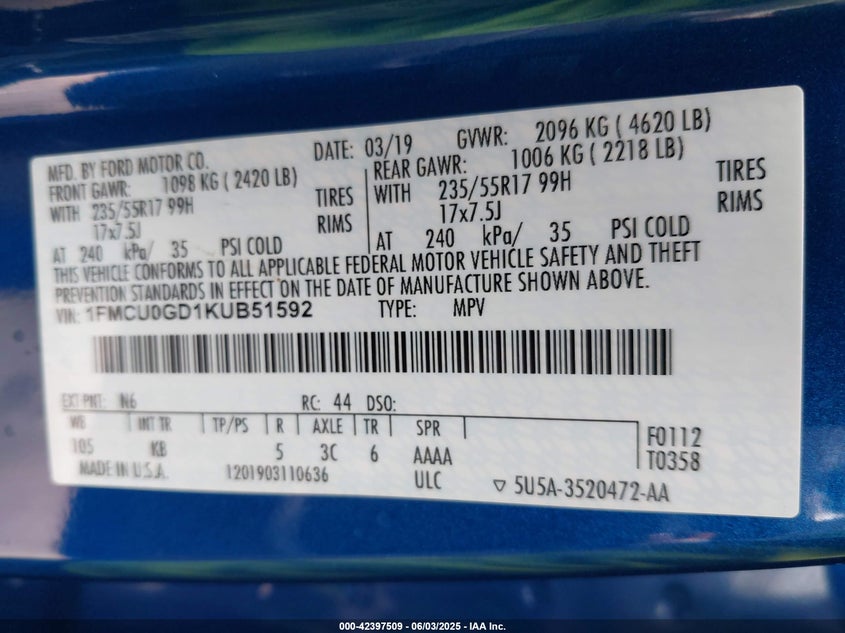 MFD. BY FORD MOTOR CO. DATE: 03/19 GVWR: 2096 KG ( 4620 LB)
FRONT GAWR: 1098 KG ( 2420 LB) REAR GAWR: 1006 KG ( 2218 LB)
WITH 235/55R17 99H TIRES WITH 235/55R17 99H TIRES
17x7.5J RIMS 17x7.5J RIMS
AT 240 kPa/ 35 PSI COLD AT 240 kPa/ 35 PSI COLD
THIS VEHICLE CONFORMS TO ALL APPLICABLE FEDERAL MOTOR VEHICLE SAFETY AND THEFT
PREVENTION STANDARDS IN EFFECT ON THE DATE OF MANUFACTURE SHOWN ABOVE.
VIN: 1FMCU0GD1KUB51592 TYPE: MPV
EXT PNT: N6 RC: 44 DSO:
WB INT TR TP/PS R AXLE TR SPR F0112
105 KB 5 3C 6 AAAA T0358
MADE IN U.S.A. 1201903110636 ULC ▽ 5U5A-3520472-AA
000-42397509 - 06/03/2025 - IAA Inc.